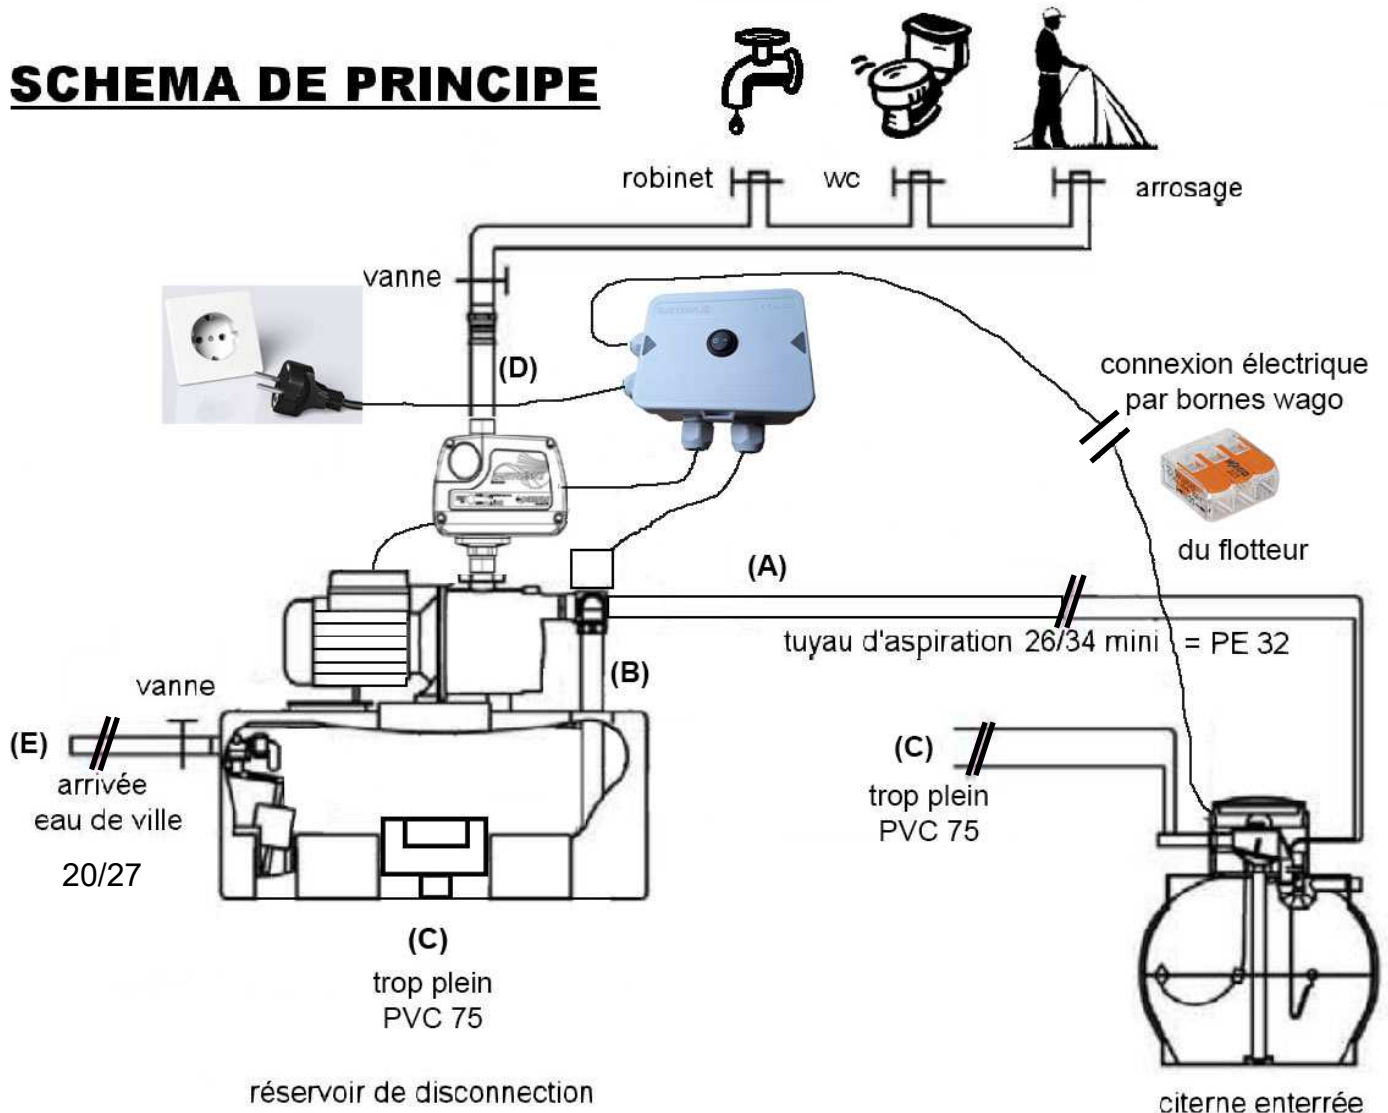 SCHEMA DE PRINCIPE
robinet
wc
arrosage
vanne
(D)
connexion électrique
par bornes wago
du flotteur
(A)
tuyau d'aspiration 26/34 mini = PE 32
(B)
vanne
(E)
arrivée
eau de ville
20/27
(C)
trop plein
PVC 75
(C)
trop plein
PVC 75
réservoir de disconnection
citerne enterrée